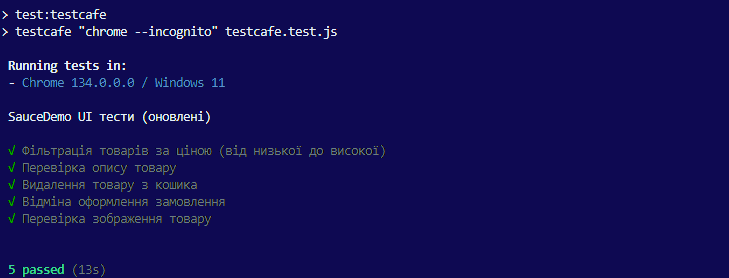 > test:testcafe
> testcafe "chrome --incognito" testcafe.test.js
Running tests in:
- Chrome 134.0.0.0 / Windows 11
SauceDemo UI тести (оновлені)
√ Фільтрація товарів за ціною (від низької до високої)
√ Перевірка опису товару
√ Видалення товару з кошика
√ Відміна оформлення замовлення
√ Перевірка зображення товару
5 passed (13s)